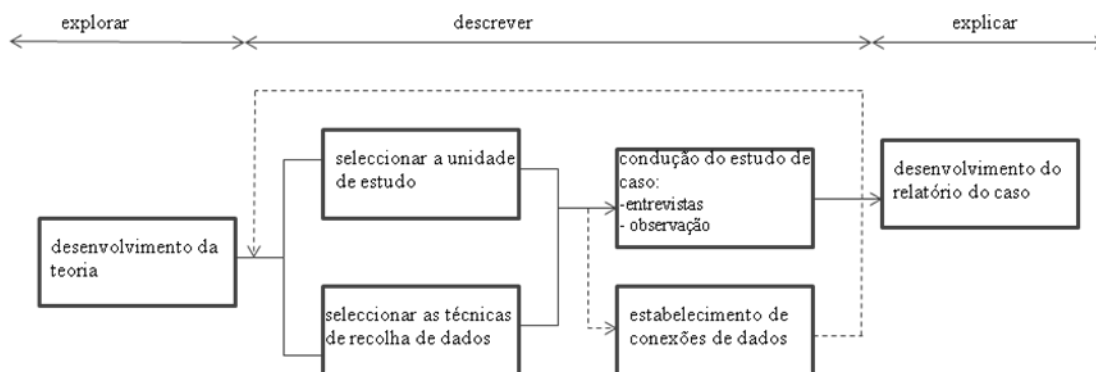 explorar
descrever
explicar
seleccionar a unidade
de estudo
condução do estudo de
caso:
-entrevistas
- observação
desenvolvimento do
relatório do caso
desenvolvimento da
teoria
seleccionar as técnicas
de recolha de dados
estabelecimento de
conexões de dados